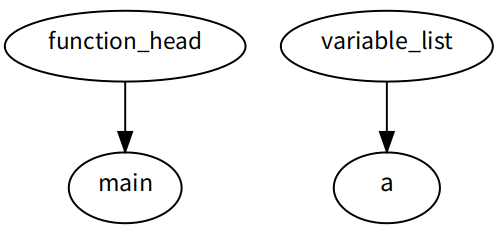 function_head
variable_list
main
a